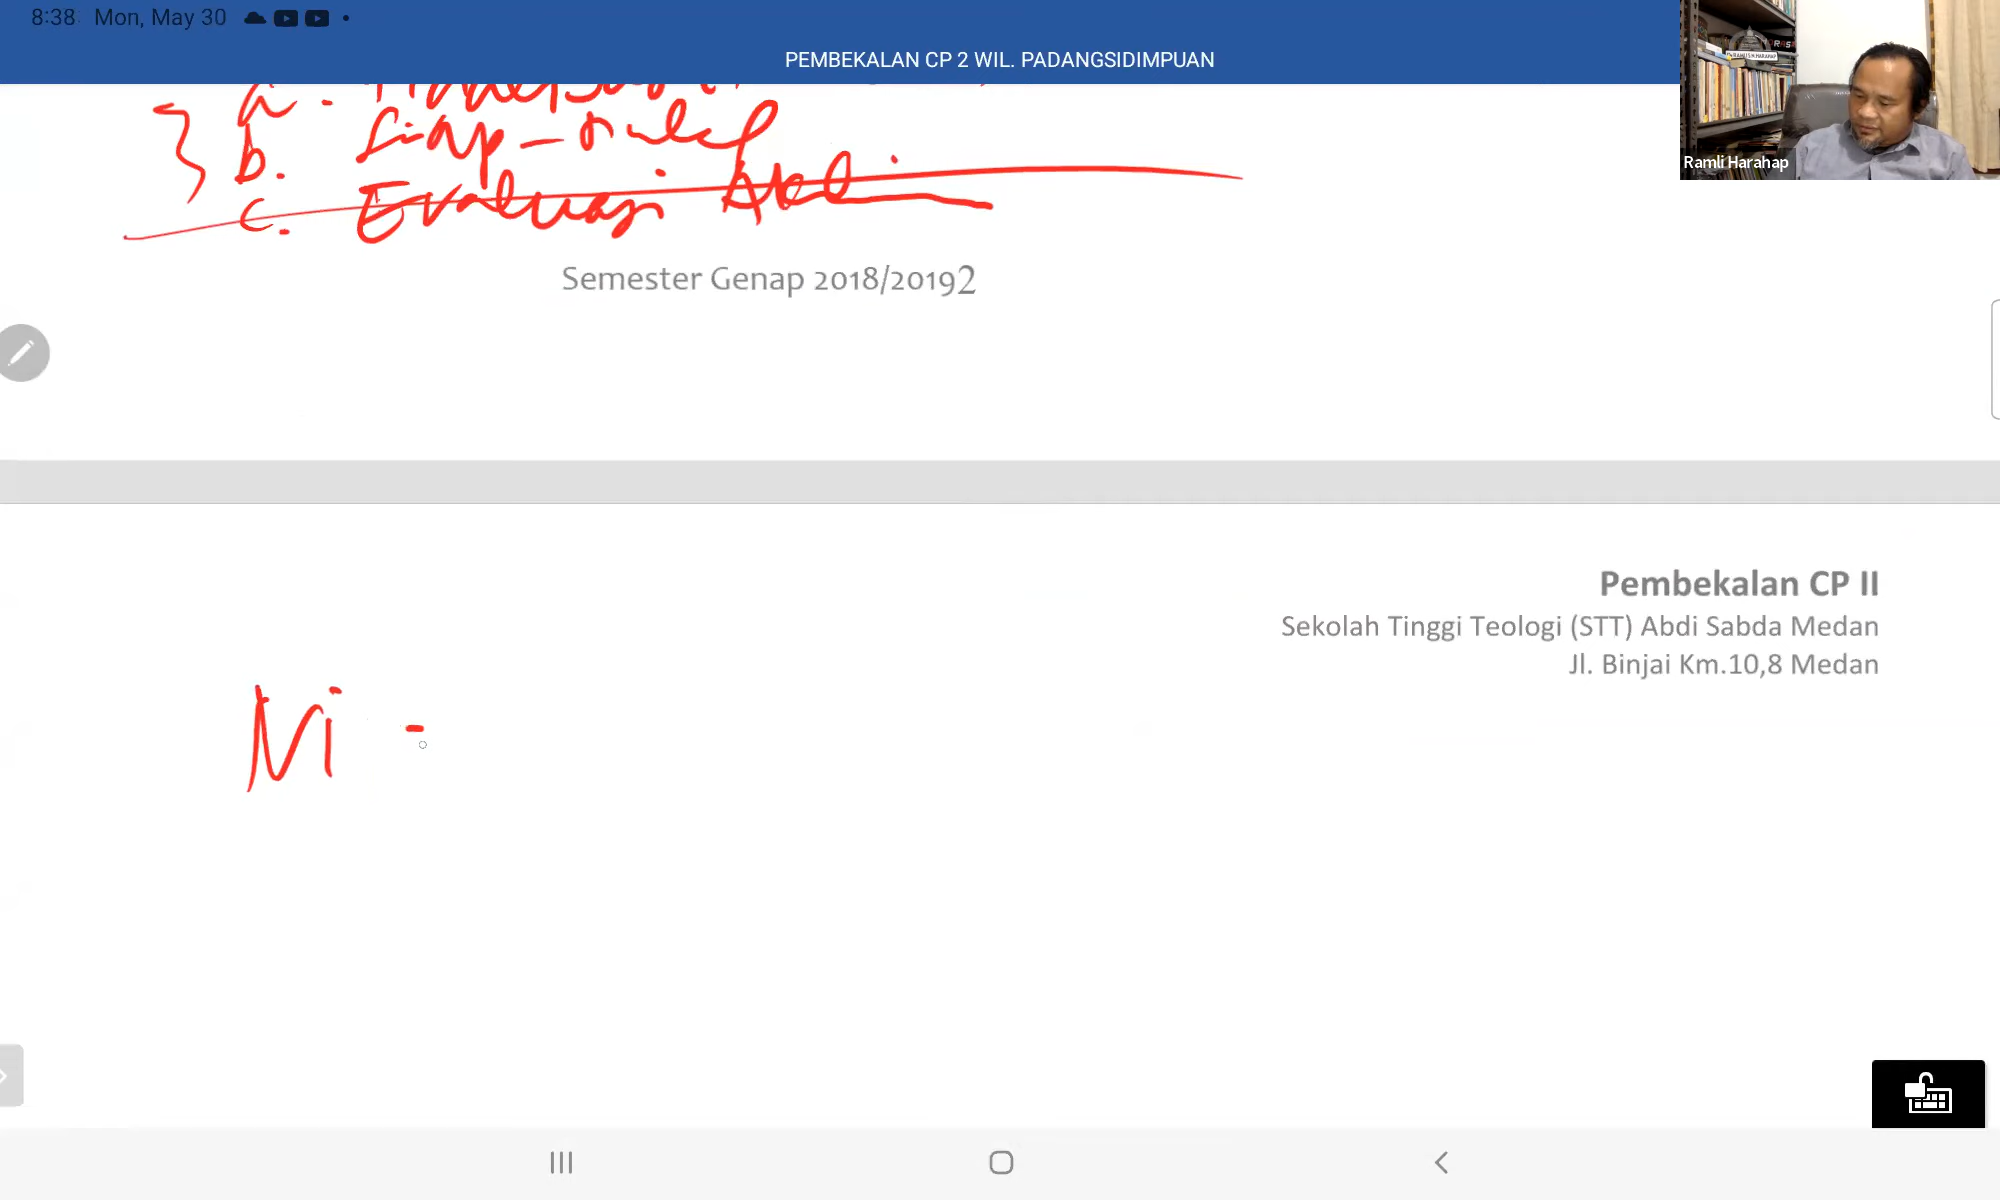 8:38 Mon, May 30
PEMBEKALAN CP 2 WIL. PADANGSIDIMPUAN
Ramli Harahap
a.
b.
c. Evaluasi
Semester Genap 2018/20192
Pembekalan CP II
Sekolah Tinggi Teologi (STT) Abdi Sabda Medan
Jl. Binjai Km.10,8 Medan
Ni -